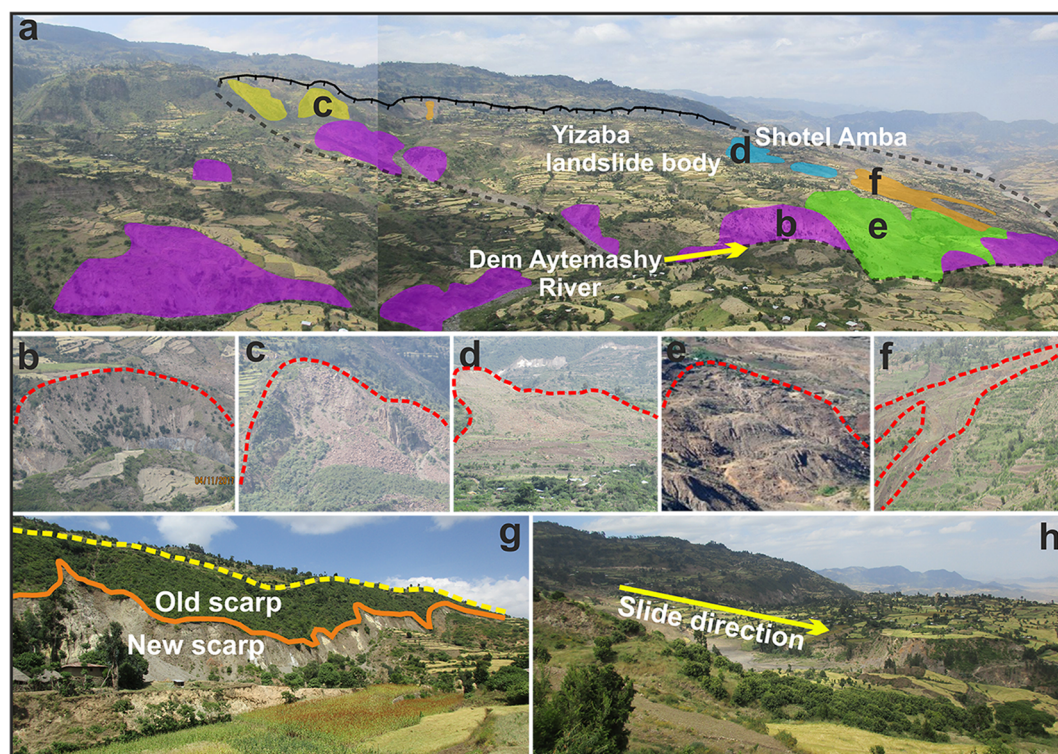 a
c
Yizaba
landslide body
Shotel Amba
d
f
b
e
Dem Aytemashy
River
b
c
d
e
f
g
Old scarp
New scarp
h
Slide direction